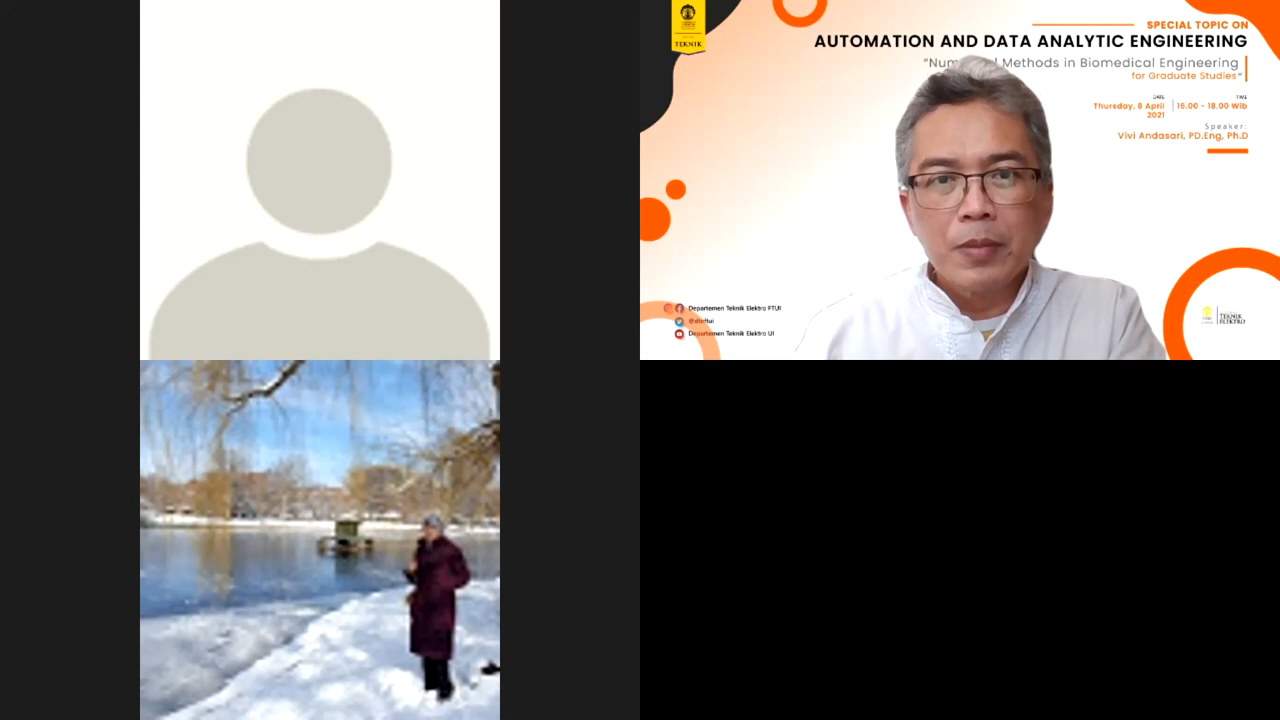 TEKNIK
SPECIAL TOPIC ON
AUTOMATION AND DATA ANALYTIC ENGINEERING
Methods in Biomedical Engineering
for Graduate Studies"
DATE
TIME
Thursday, 8 April
2021
16.00 - 18.00 Wib
Speaker:
Vivi Andasari, PD.Eng, Ph.D
Departemen Teknik Elektro FTUI
Departemen Teknik Elektro UI
TEKNIK
ELEKTRO